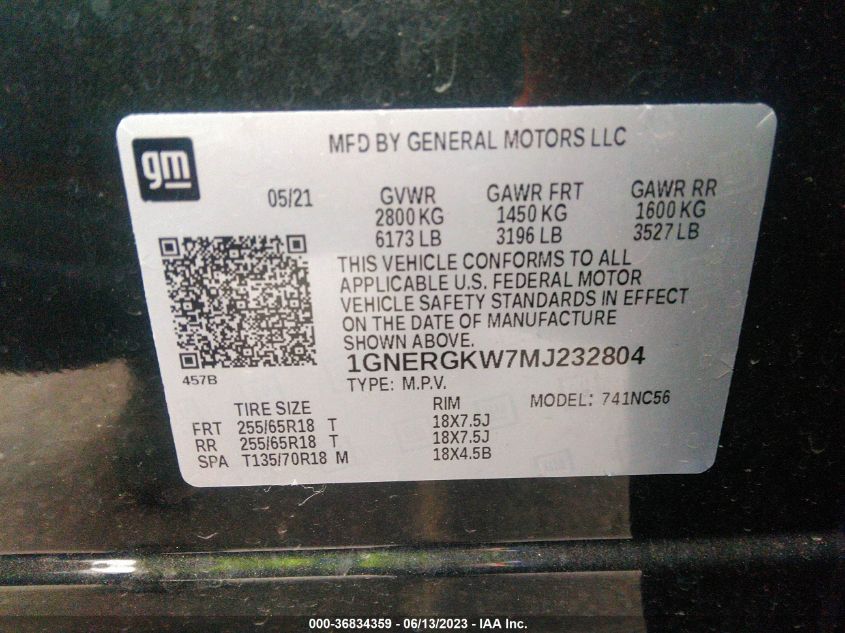 gm
MFD BY GENERAL MOTORS LLC
05/21
GVWR GAWR FRT GAWR RR
2800 KG 1450 KG 1600 KG
6173 LB 3196 LB 3527 LB
THIS VEHICLE CONFORMS TO ALL
APPLICABLE U.S. FEDERAL MOTOR
VEHICLE SAFETY STANDARDS IN EFFECT
ON THE DATE OF MANUFACTURE
SHOWN ABOVE.
1GNERGKW7MJ232804
457B
TYPE: M.P.V.
TIRE SIZE RIM MODEL: 741NC56
FRT 255/65R18 T 18X7.5J
RR 255/65R18 T 18X7.5J
SPA T135/70R18 M 18X4.5B
000-36834359 - 06/13/2023 - IAA Inc.